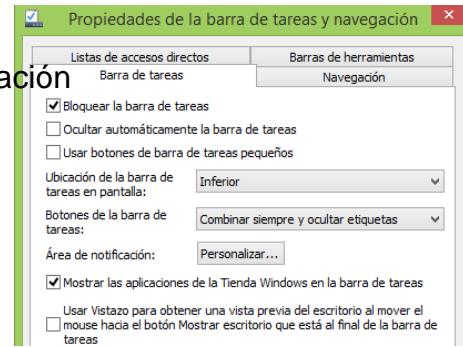 Propiedades de la barra de tareas y navegación
Listas de accesos directos
Barras de herramientas
Barra de tareas
Navegación
ación
Bloquear la barra de tareas
Ocultar automáticamente la barra de tareas
Usar botones de barra de tareas pequeños
Ubicación de la barra de
tareas en pantalla:
Inferior
Botones de la barra de
tareas:
Combinar siempre y ocultar etiquetas
Área de notificación:
Personalizar...
Mostrar las aplicaciones de la Tienda Windows en la barra de tareas
Usar Vistazo para obtener una vista previa del escritorio al mover el
mouse hacia el botón Mostrar escritorio que está al final de la barra de
tareas